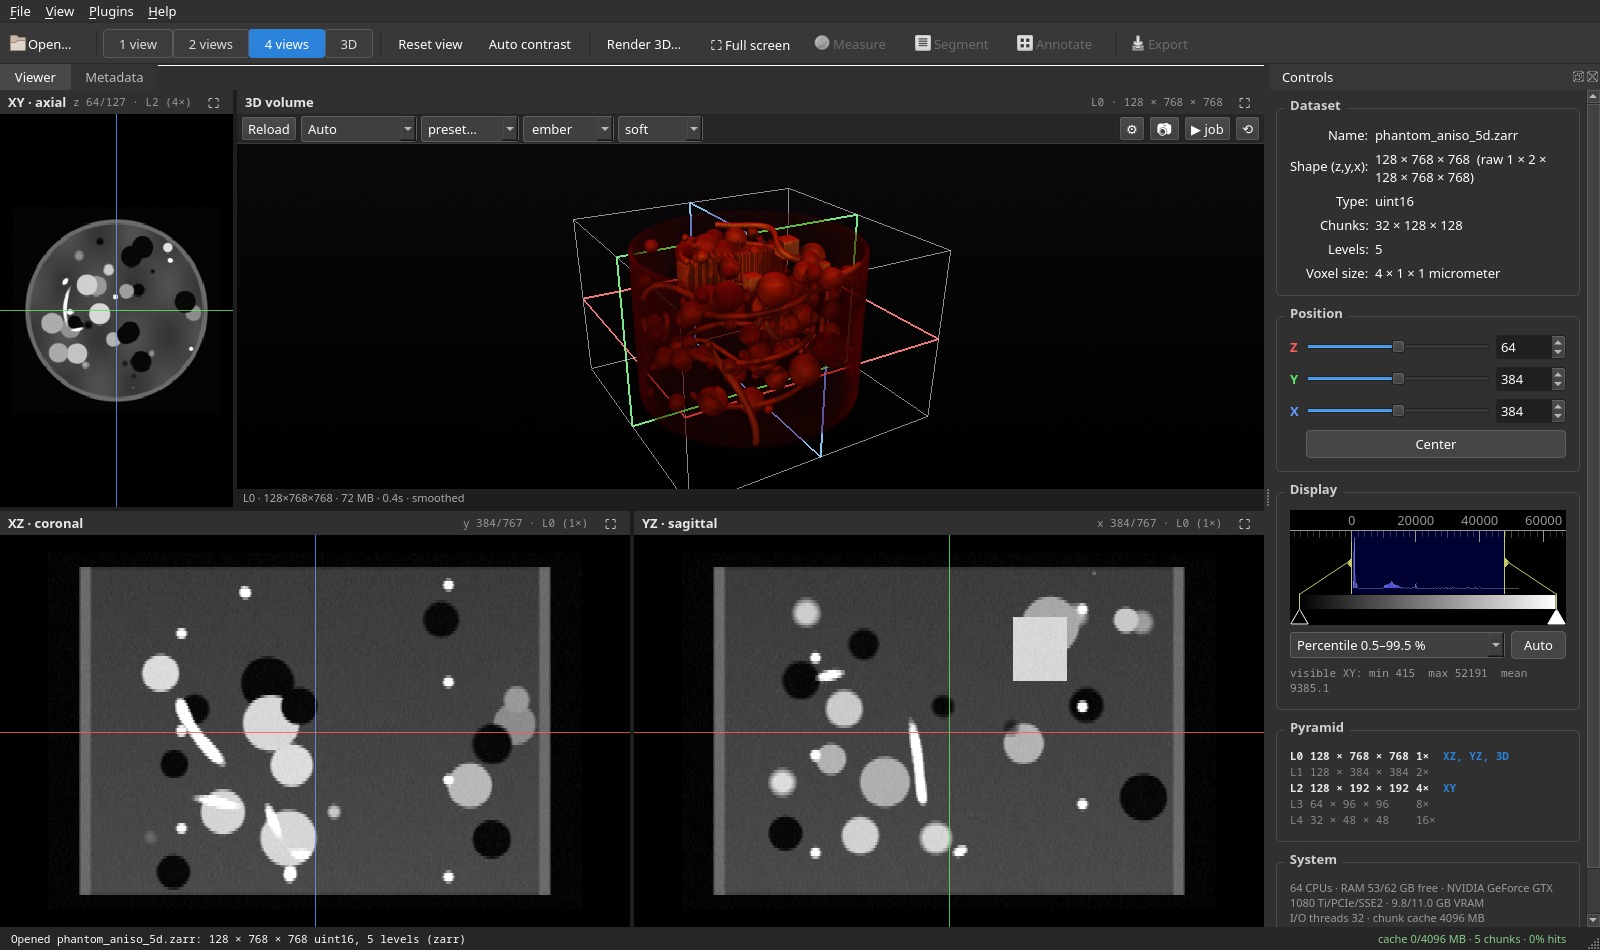 File View Plugins Help
Open... 1 view 2 views 4 views 3D Reset view Auto contrast Render 3D... Full screen Measure Segment Annotate Export
Viewer Metadata
Controls
XY · axial z 64/127 · L2 (4×)
3D volume L0 · 128 × 768 × 768
Reload Auto preset... ember soft ▶ job
L0 · 128×768×768 · 72 MB · 0.4s · smoothed
XZ · coronal y 384/767 · L0 (1×)
YZ · sagittal x 384/767 · L0 (1×)
Dataset
Name: phantom_aniso_5d.zarr
Shape (z,y,x): 128 × 768 × 768 (raw 1 × 2 ×
128 × 768 × 768)
Type: uint16
Chunks: 32 × 128 × 128
Levels: 5
Voxel size: 4 × 1 × 1 micrometer
Position
Z 64
Y 384
X 384
Center
Display
0 20000 40000 60000
Percentile 0.5–99.5 % Auto
visible XY: min 415 max 52191 mean
9385.1
Pyramid
L0 128 × 768 × 768 1× XZ, YZ, 3D
L1 128 × 384 × 384 2×
L2 128 × 192 × 192 4× XY
L3 64 × 96 × 96 8×
L4 32 × 48 × 48 16×
System
64 CPUs · RAM 53/62 GB free · NVIDIA GeForce GTX
1080 Ti/PCIe/SSE2 · 9.8/11.0 GB VRAM
I/O threads 32 · chunk cache 4096 MB
Opened phantom_aniso_5d.zarr: 128 × 768 × 768 uint16, 5 levels (zarr)
cache 0/4096 MB · 5 chunks · 0% hits